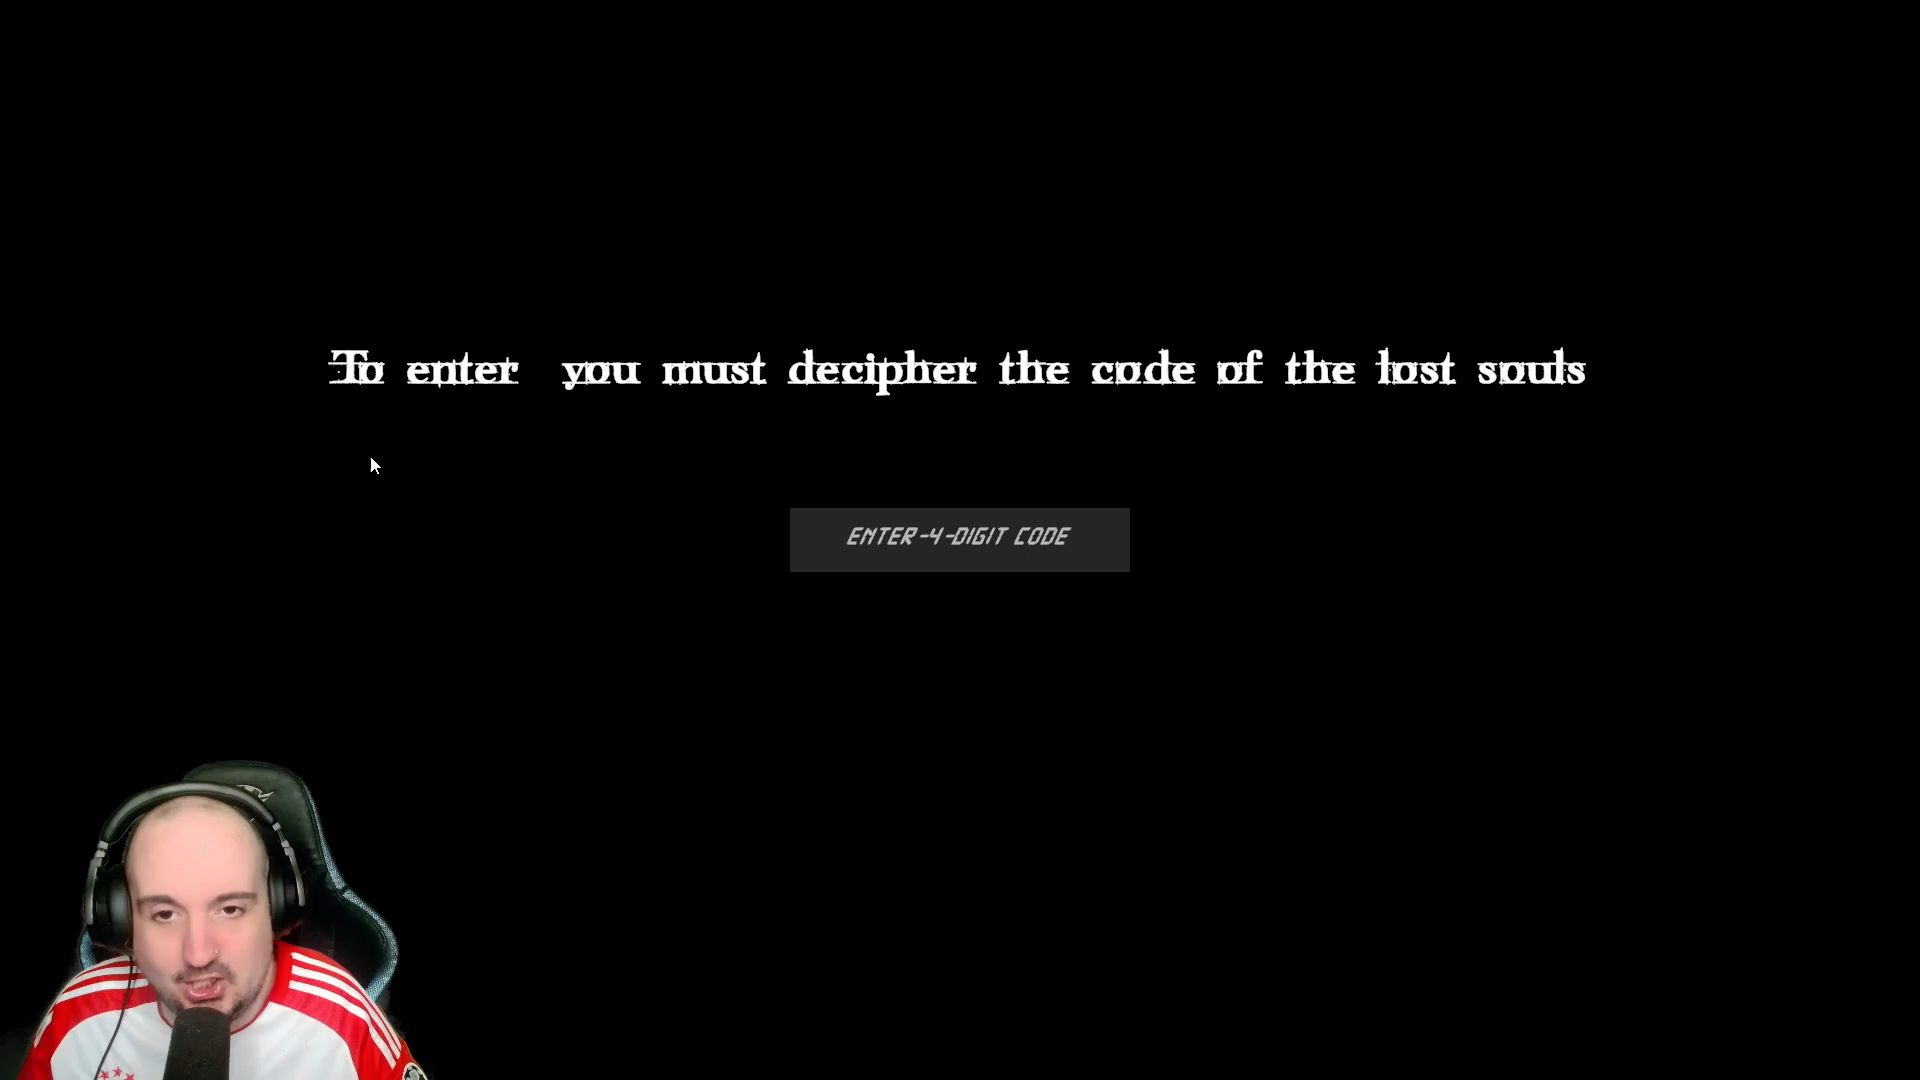 To enter you must decipher the code of the lost souls
ENTER-4-DIGIT CODE